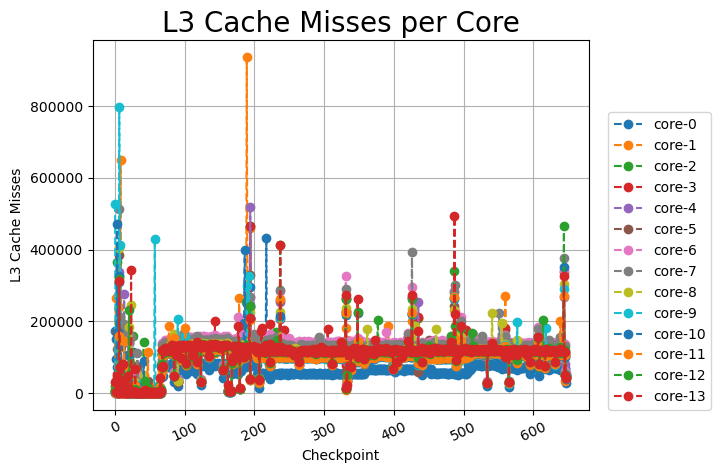 L3 Cache Misses per Core
L3 Cache Misses
800000
600000
400000
200000
0
0 100 200 300 400 500 600
Checkpoint
core-0
core-1
core-2
core-3
core-4
core-5
core-6
core-7
core-8
core-9
core-10
core-11
core-12
core-13